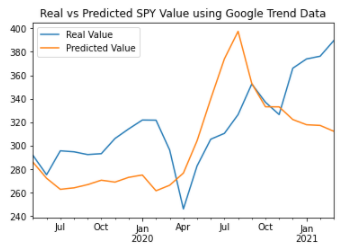 Real vs Predicted SPY Value using Google Trend Data
Real Value
Predicted Value
400
380
360
340
320
300
280
260
240
Jul
Oct
Jan
2020
Apr
Jul
Oct
Jan
2021